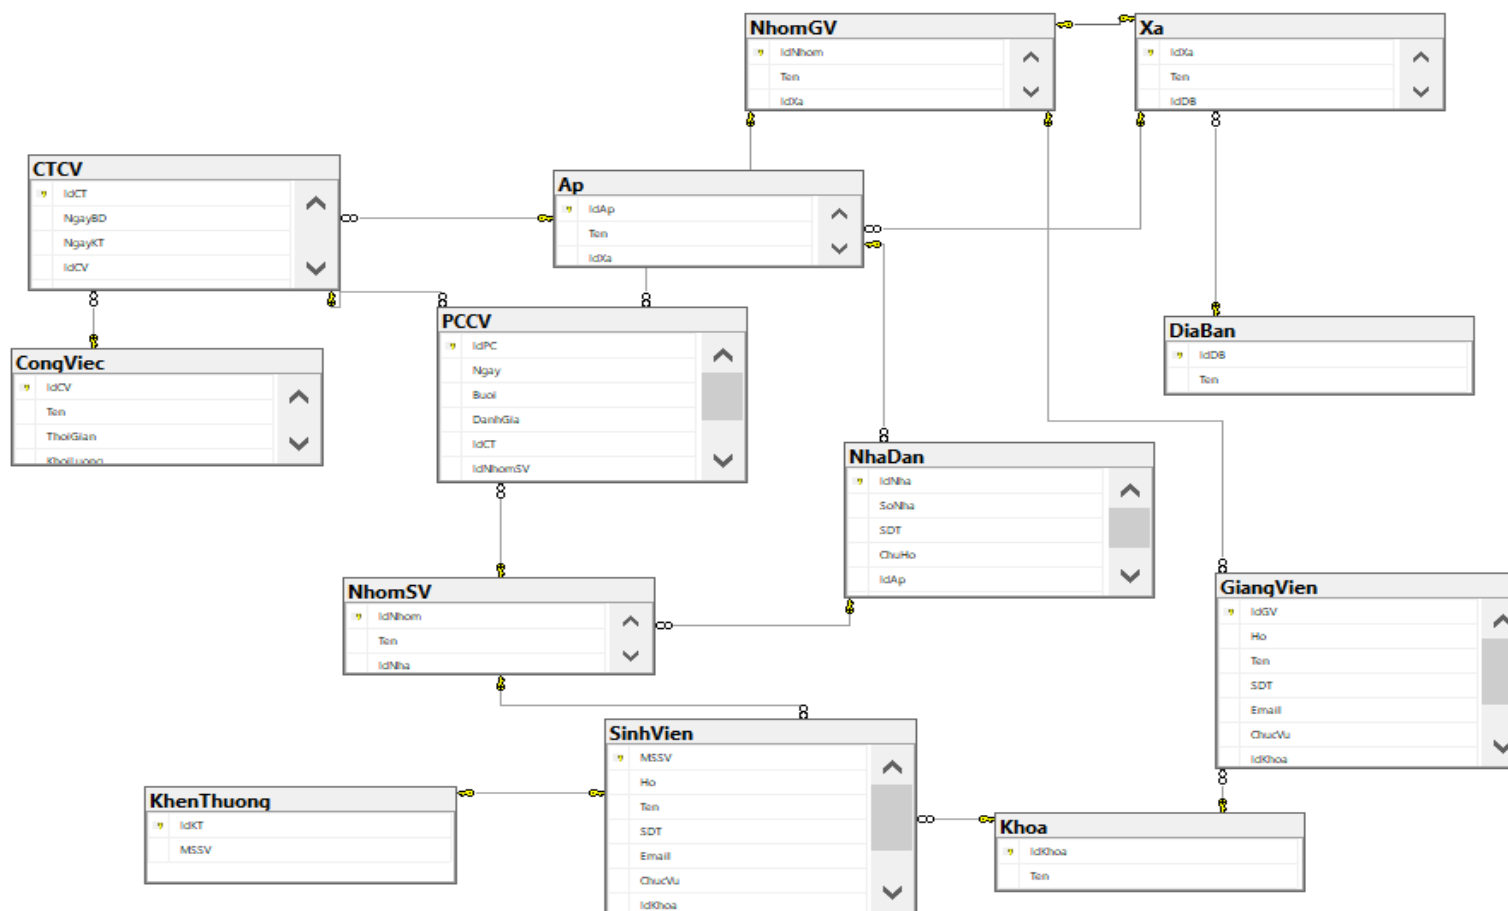 NhomGV
IdNhom
Ten
IdXa
Xa
IdXa
Ten
IdDB
CTCV
IdCT
NgayBD
NgayKT
IdCV
Ap
IdAp
Ten
IdXa
PCCV
IdPC
Ngay
Buoi
DanhGia
IdCT
IdNhomSV
DiaBan
IdDB
Ten
CongViec
IdCV
Ten
ThoiGian
KhoiLuong
NhaDan
IdNha
SoNha
SDT
ChuHo
IdAp
NhomSV
IdNhom
Ten
IdNha
GiangVien
IdGV
Ho
Ten
SDT
Email
ChucVu
IdKhoa
SinhVien
MSSV
Ho
Ten
SDT
Email
ChucVu
IdKhoa
KhenThuong
IdKT
MSSV
Khoa
IdKhoa
Ten